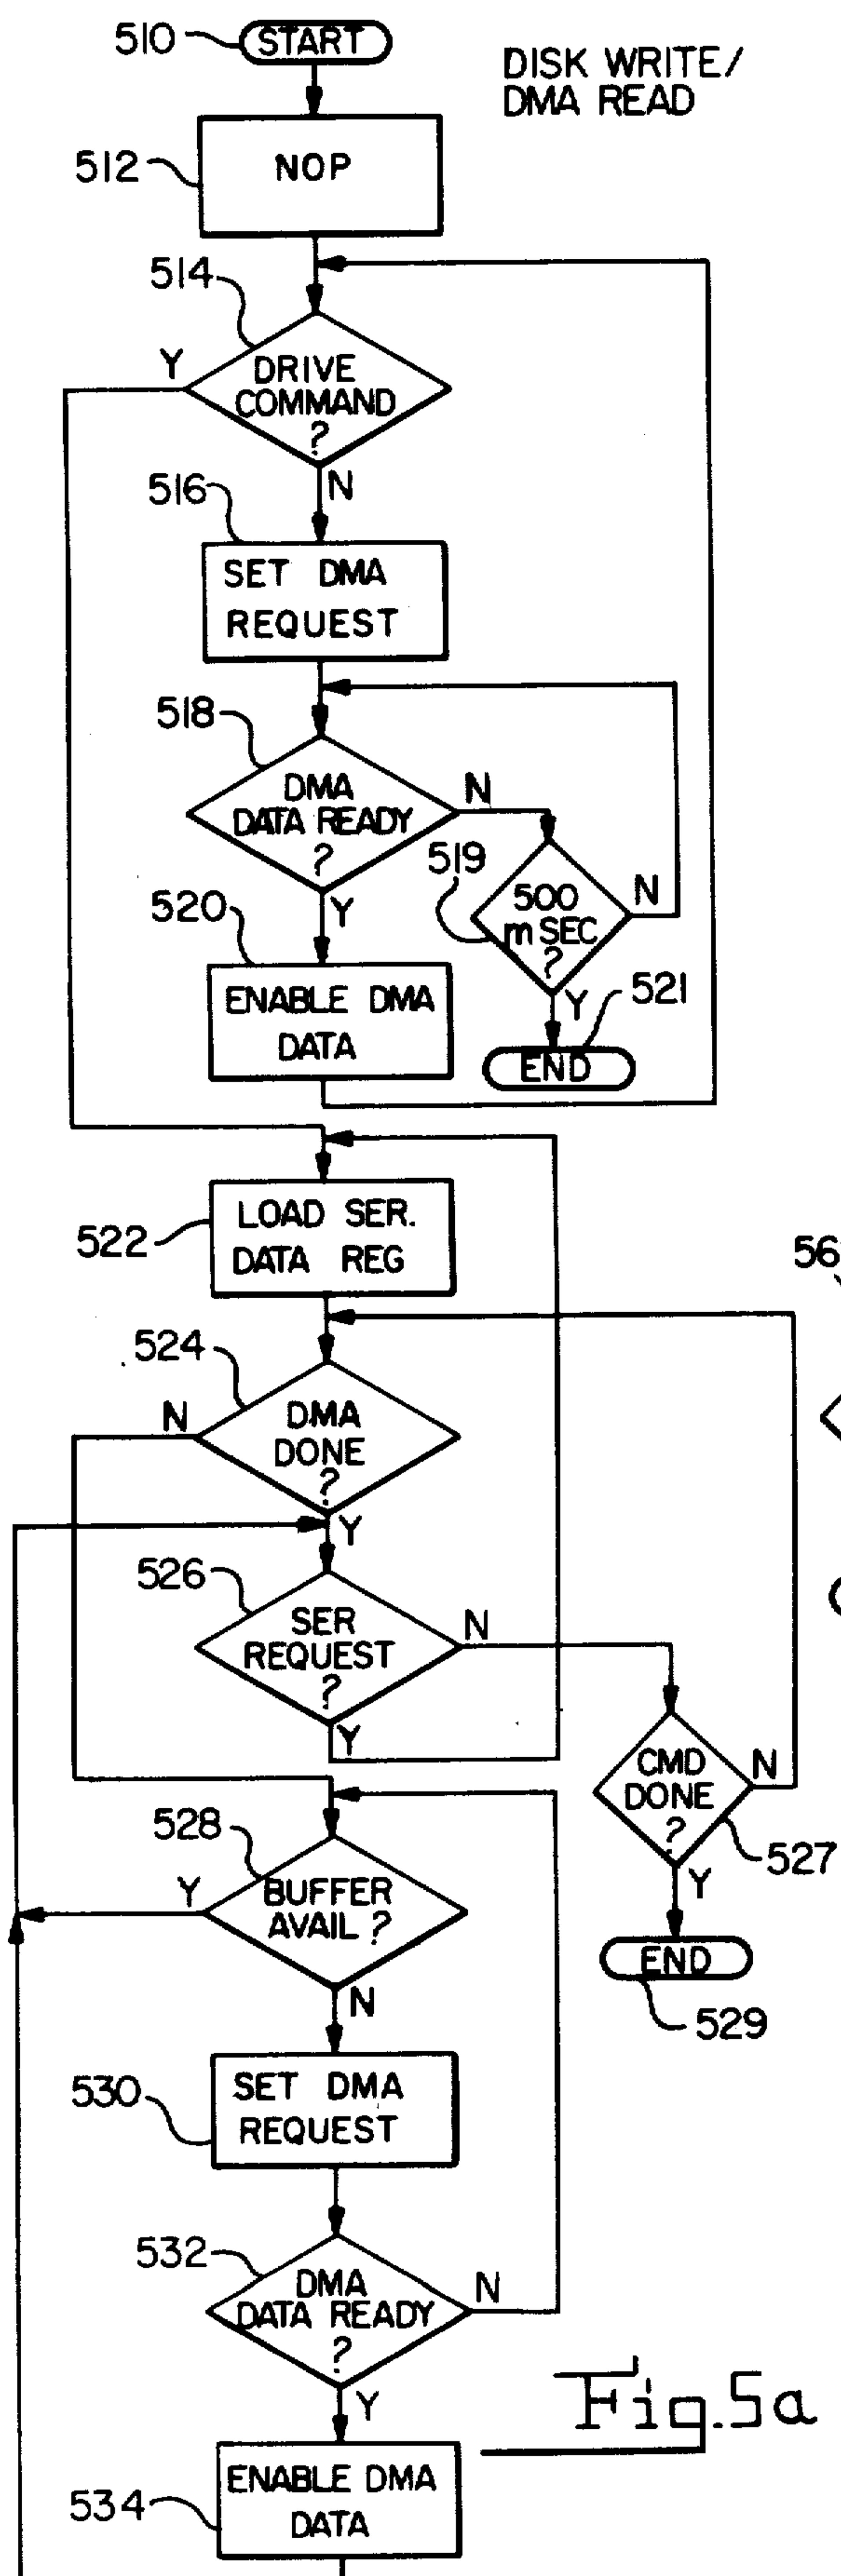 510
START
DISK WRITE/
DMA READ
512
NOP
514
Y
DRIVE
COMMAND
?
N
516
SET DMA
REQUEST
518
DMA
DATA READY
?
N
519
500
mSEC
?
N
Y
520
Y
521
END
ENABLE DMA
DATA
522
LOAD SER.
DATA REG
56
524
N
DMA
DONE
?
Y
526
SER
REQUEST
?
N
Y
CMD
DONE
?
N
527
Y
END
529
528
Y
BUFFER
AVAIL ?
N
530
SET DMA
REQUEST
532
DMA
DATA READY
?
N
Y
Fig.5a
534
ENABLE DMA
DATA